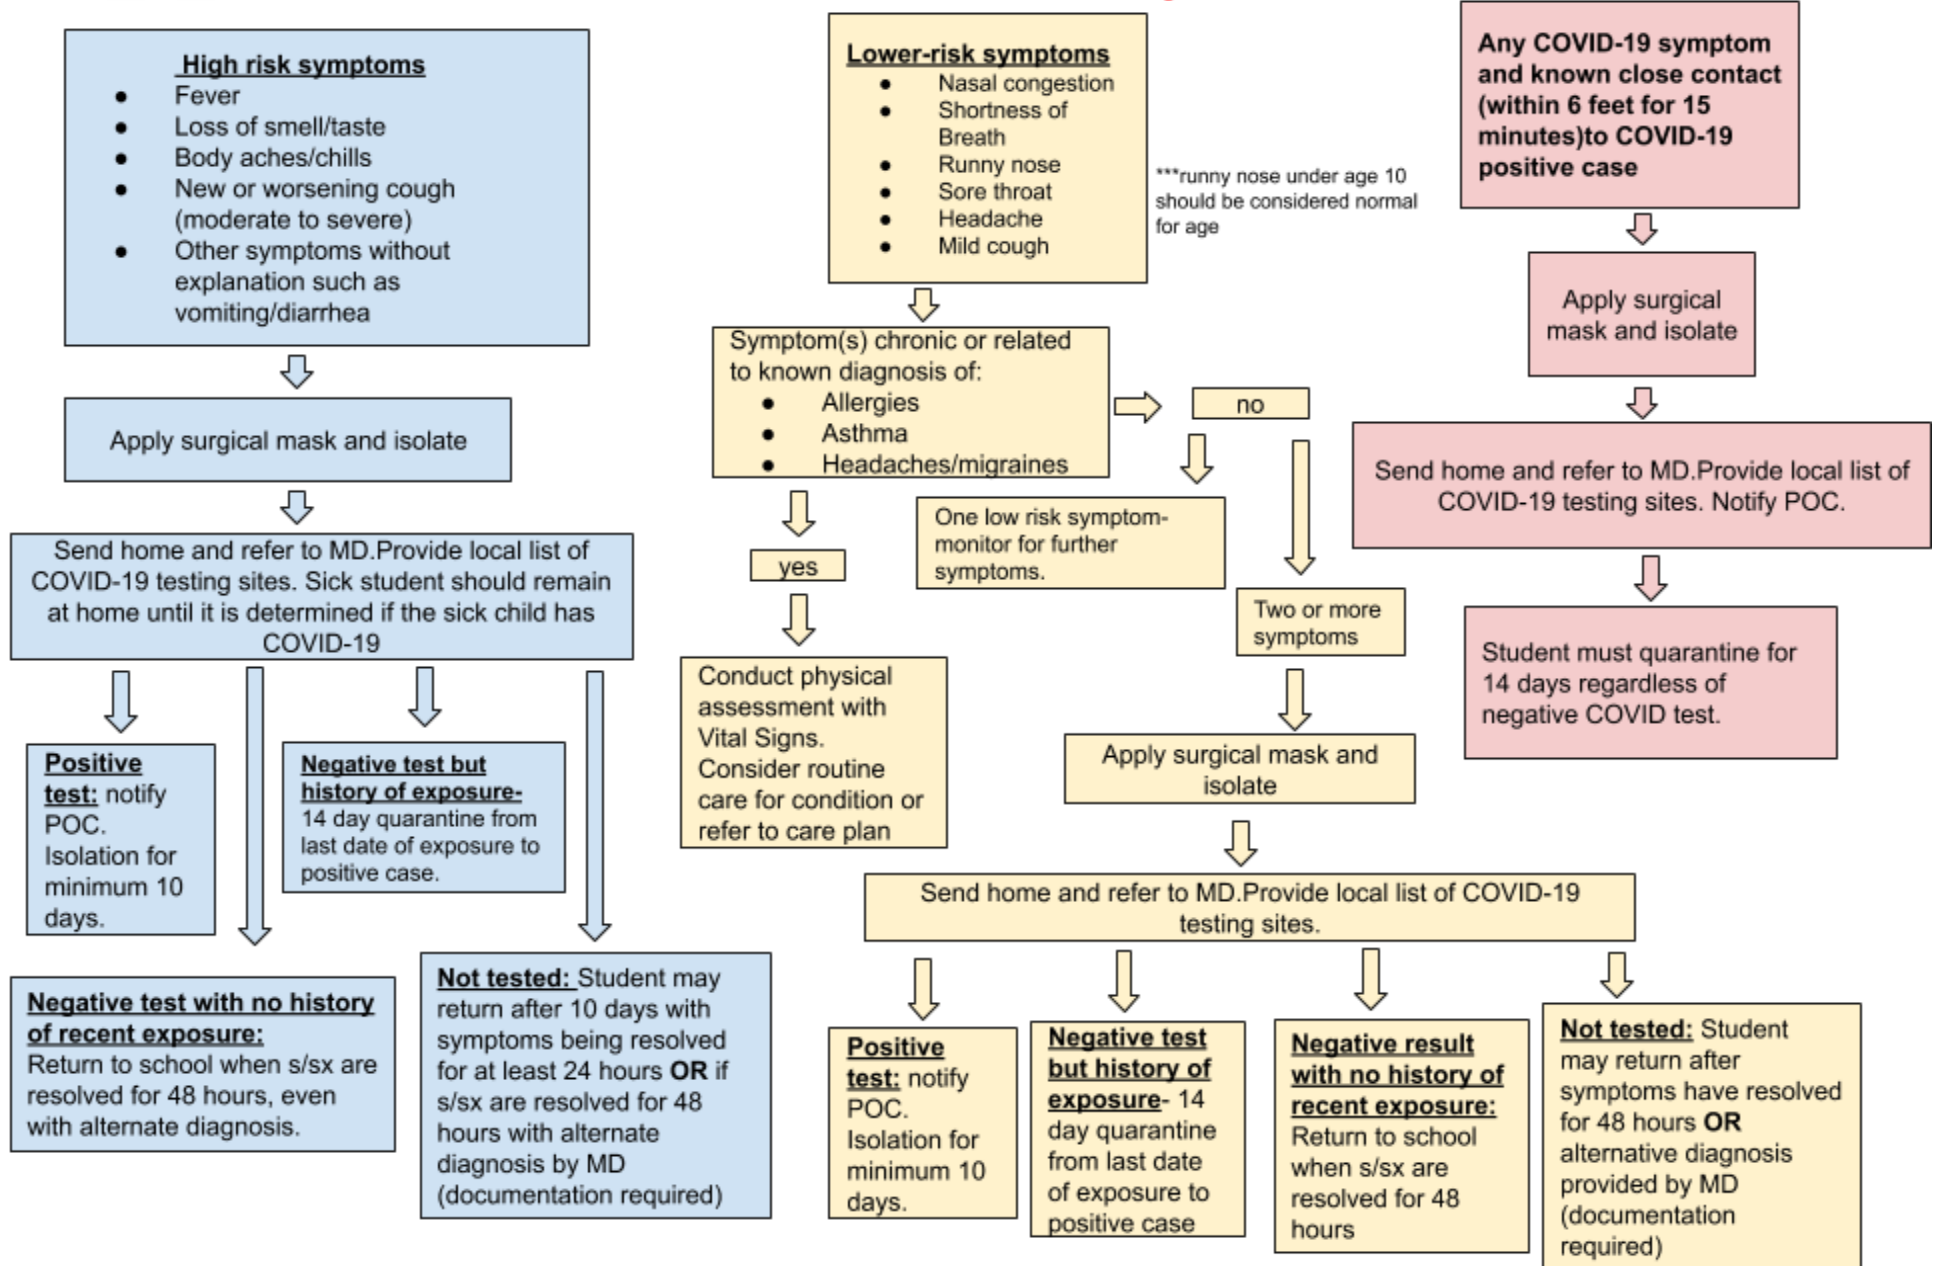 High risk symptoms
● Fever
● Loss of smell/taste
● Body aches/chills
● New or worsening cough
(moderate to severe)
● Other symptoms without
explanation such as
vomiting/diarrhea
Apply surgical mask and isolate
Send home and refer to MD.Provide local list of
COVID-19 testing sites. Sick student should remain
at home until it is determined if the sick child has
COVID-19
Positive
test: notify
POC.
Isolation for
minimum 10
days.
Negative test but
history of exposure-
14 day quarantine from
last date of exposure to
positive case.
Negative test with no history
of recent exposure:
Return to school when s/sx are
resolved for 48 hours, even
with alternate diagnosis.
Not tested: Student may
return after 10 days with
symptoms being resolved
for at least 24 hours OR if
s/sx are resolved for 48
hours with alternate
diagnosis by MD
(documentation required)
Lower-risk symptoms
● Nasal congestion
● Shortness of
Breath
● Runny nose
● Sore throat
● Headache
● Mild cough
***runny nose under age 10
should be considered normal
for age
Symptom(s) chronic or related
to known diagnosis of:
● Allergies
● Asthma
● Headaches/migraines
no
yes
One low risk symptom-
monitor for further
symptoms.
Two or more
symptoms
Conduct physical
assessment with
Vital Signs.
Consider routine
care for condition or
refer to care plan
Apply surgical mask and
isolate
Send home and refer to MD.Provide local list of COVID-19
testing sites.
Positive
test: notify
POC.
Isolation for
minimum 10
days.
Negative test
but history of
exposure- 14
day quarantine
from last date
of exposure to
positive case
Negative result
with no history of
recent exposure:
Return to school
when s/sx are
resolved for 48
hours
Not tested: Student
may return after
symptoms have resolved
for 48 hours OR
alternative diagnosis
provided by MD
(documentation
required)
Any COVID-19 symptom
and known close contact
(within 6 feet for 15
minutes)to COVID-19
positive case
Apply surgical
mask and isolate
Send home and refer to MD.Provide local list of
COVID-19 testing sites. Notify POC.
Student must quarantine for
14 days regardless of
negative COVID test.